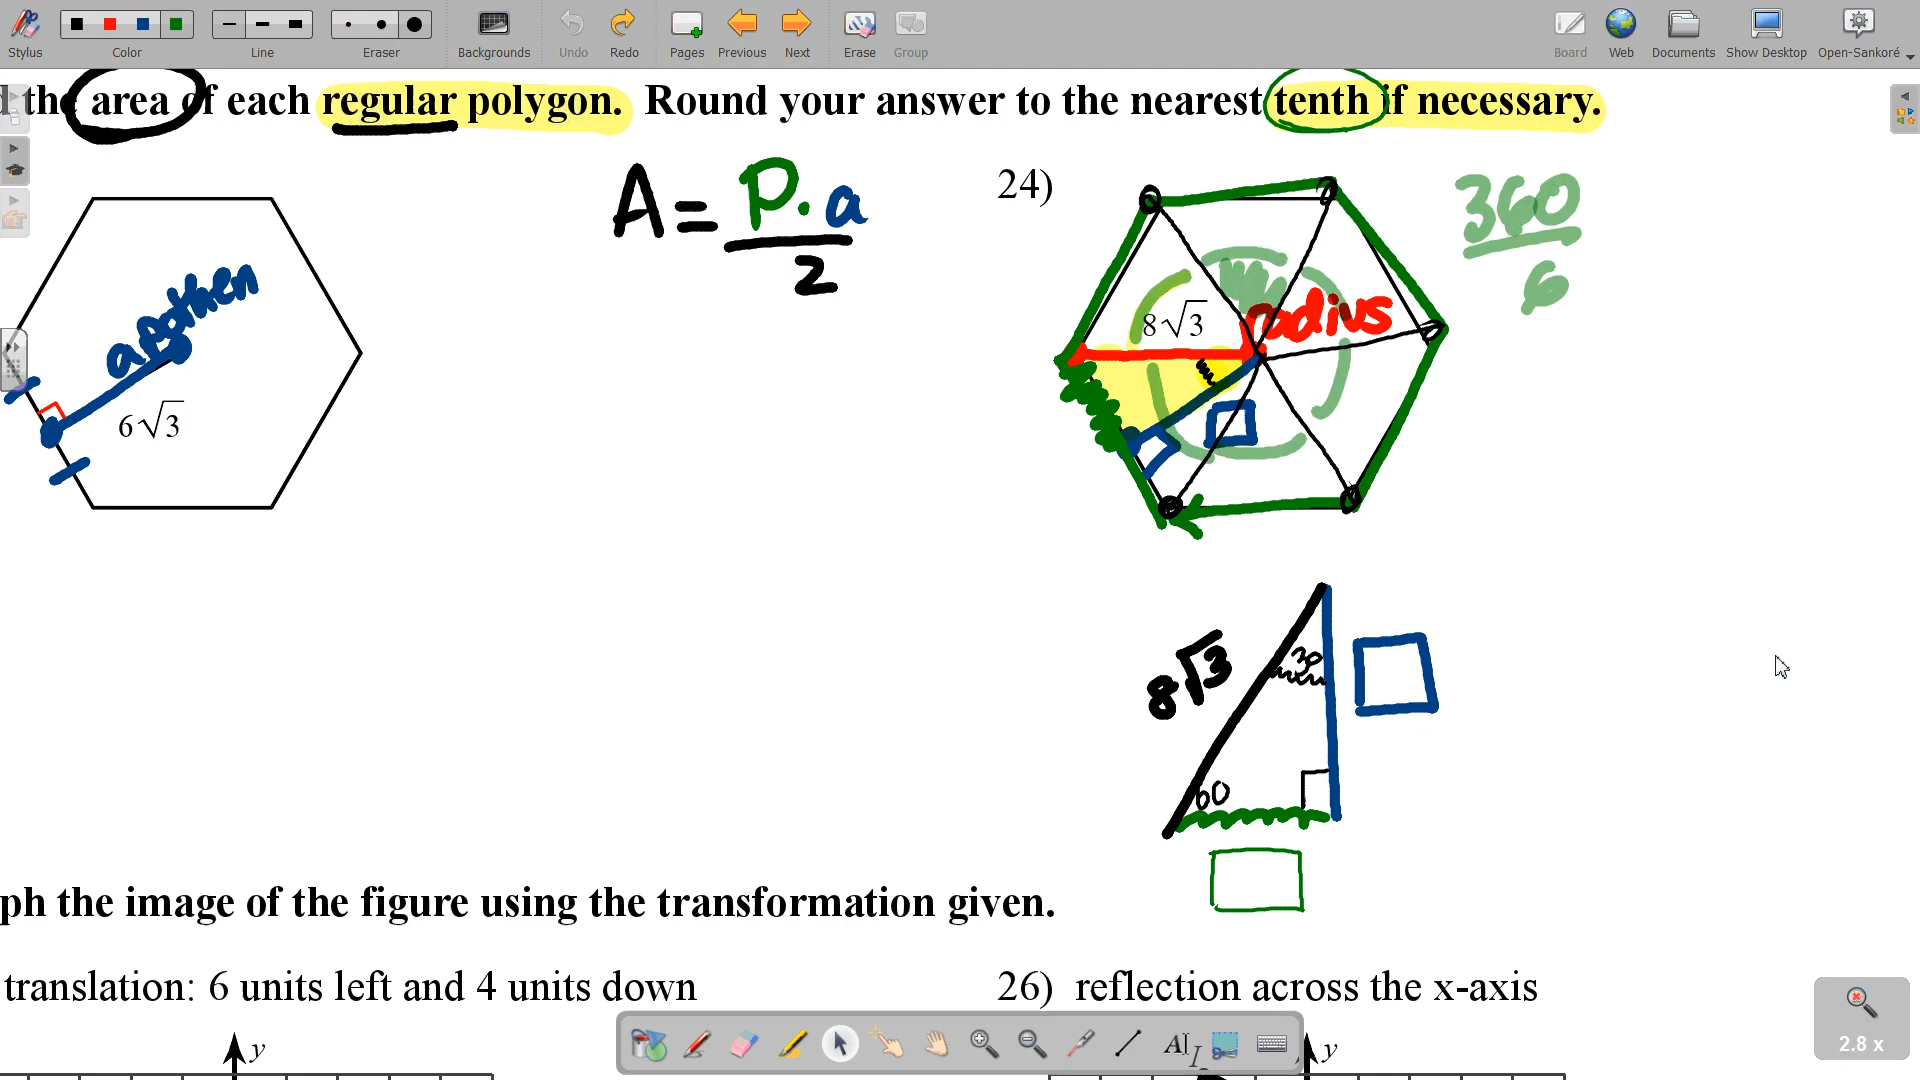 Stylus Color Line Eraser Backgrounds Undo Redo Pages Previous Next Erase Group Board Web Documents Show Desktop Open-Sankoré
d the area of each regular polygon. Round your answer to the nearest tenth if necessary.
A = P. a
2
24)
360
6
apothem
6√3
8√3
radius
8√3
30
60
ph the image of the figure using the transformation given.
translation: 6 units left and 4 units down
26) reflection across the x-axis
y
y
2.8 x